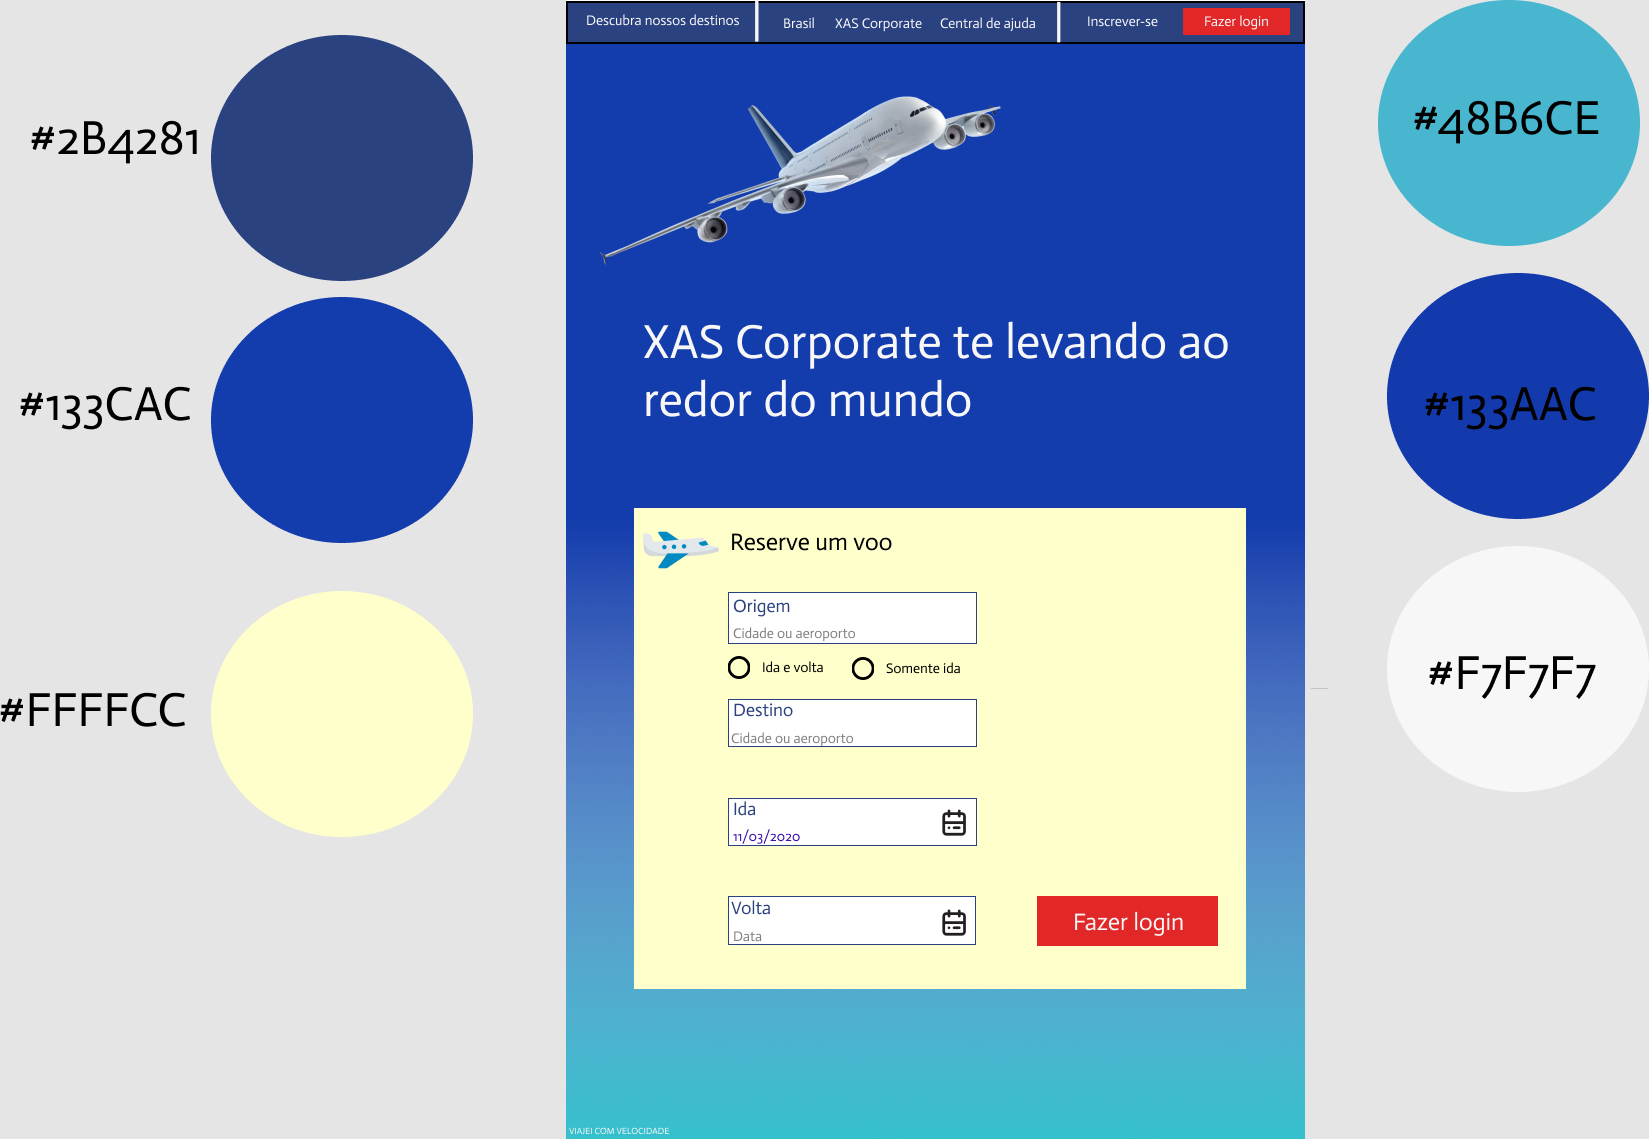 Descubra nossos destinos
Brasil
XAS Corporate
Central de ajuda
Inscrever-se
Fazer login
#2B4281
#133CAC
#FFFFCC
XAS Corporate te levando ao
redor do mundo
Reserve um voo
Origem
Cidade ou aeroporto
Ida e volta
Somente ida
Destino
Cidade ou aeroporto
Ida
11/03/2020
Volta
Data
Fazer login
VIAJE! COM VELOCIDADE
#48B6CE
#133AAC
#F7F7F7